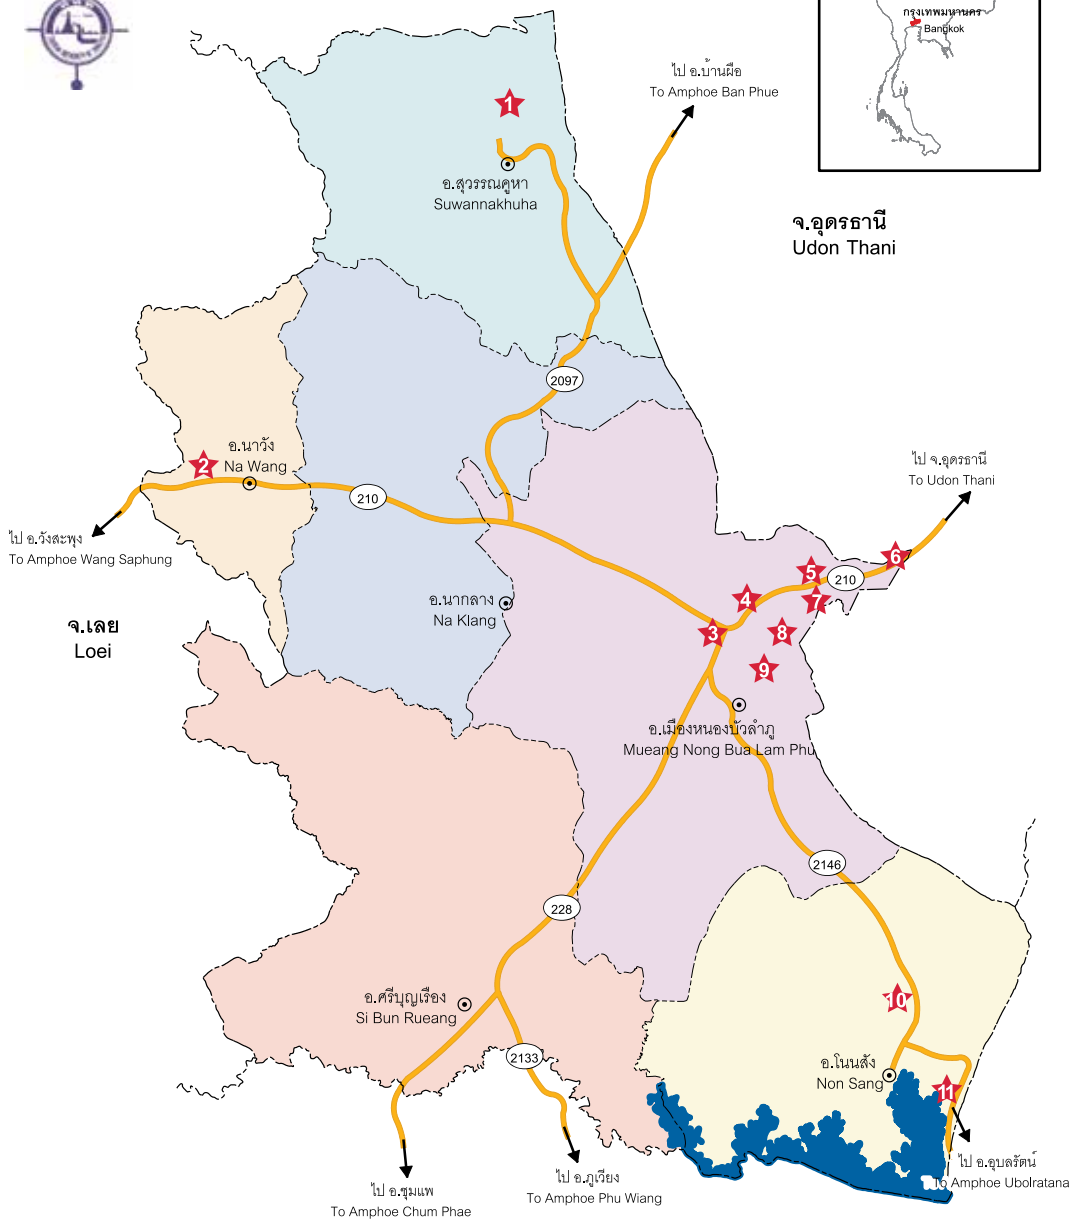 กรุงเทพมหานคร
Bangkok
ไป อ.บ้านผือ
To Amphoe Ban Phue
1
อ.สุวรรณคูหา
Suwannakhuha
จ.อุดรธานี
Udon Thani
2097
อ.นาวัง
Na Wang
2
210
ไป จ.อุดรธานี
To Udon Thani
ไป อ.วังสะพุง
To Amphoe Wang Saphung
6
5
210
4
7
อ.นากลาง
Na Klang
3
8
จ.เลย
Loei
9
อ.เมืองหนองบัวลำภู
Mueang Nong Bua Lam Phu
2146
228
10
อ.ศรีบุญเรือง
Si Bun Rueang
2133
อ.โนนสัง
Non Sang
11
ไป อ.อุบลรัตน์
To Amphoe Ubolratana
ไป อ.ภูเวียง
To Amphoe Phu Wiang
ไป อ.ชุมแพ
To Amphoe Chum Phae